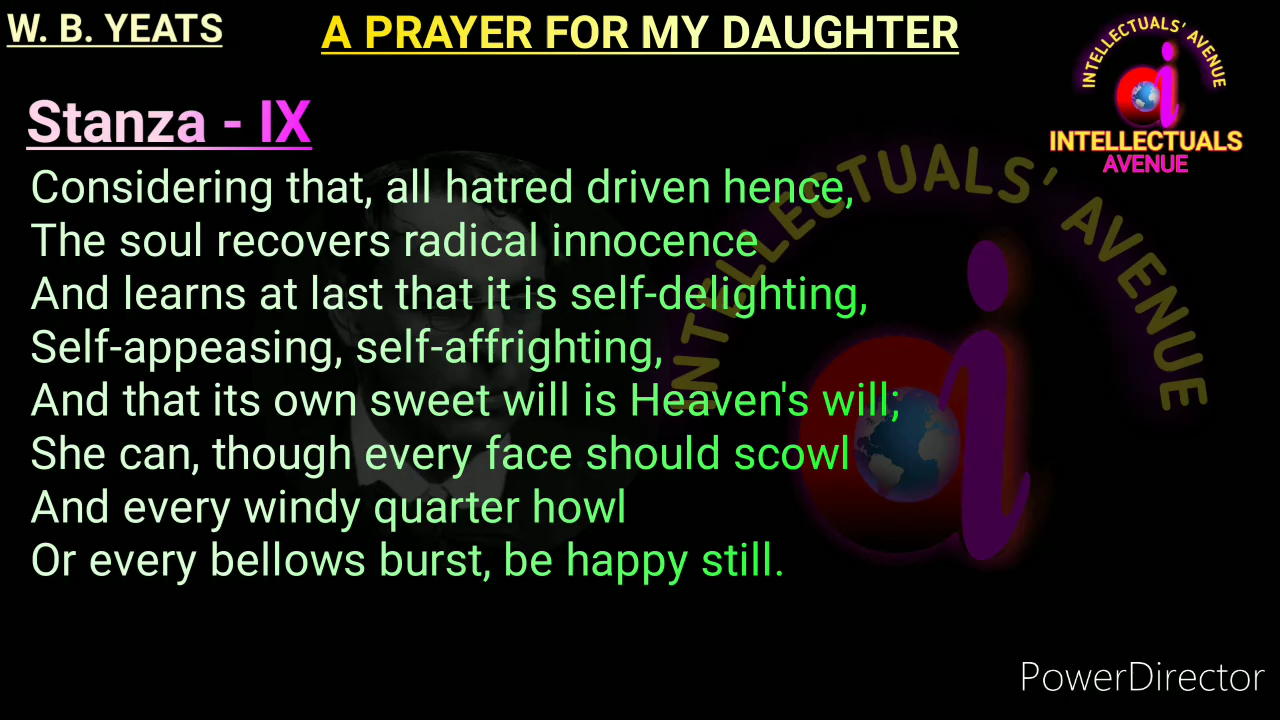 W. B. YEATS
A PRAYER FOR MY DAUGHTER
INTELLECTUALS' AVENUE
INTELLECTUALS
AVENUE
Stanza - IX
Considering that, all hatred driven hence,
The soul recovers radical innocence
And learns at last that it is self-delighting,
Self-appeasing, self-affrighting,
And that its own sweet will is Heaven's will;
She can, though every face should scowl
And every windy quarter howl
Or every bellows burst, be happy still.
INTELLECTUALS' AVENUE
PowerDirector